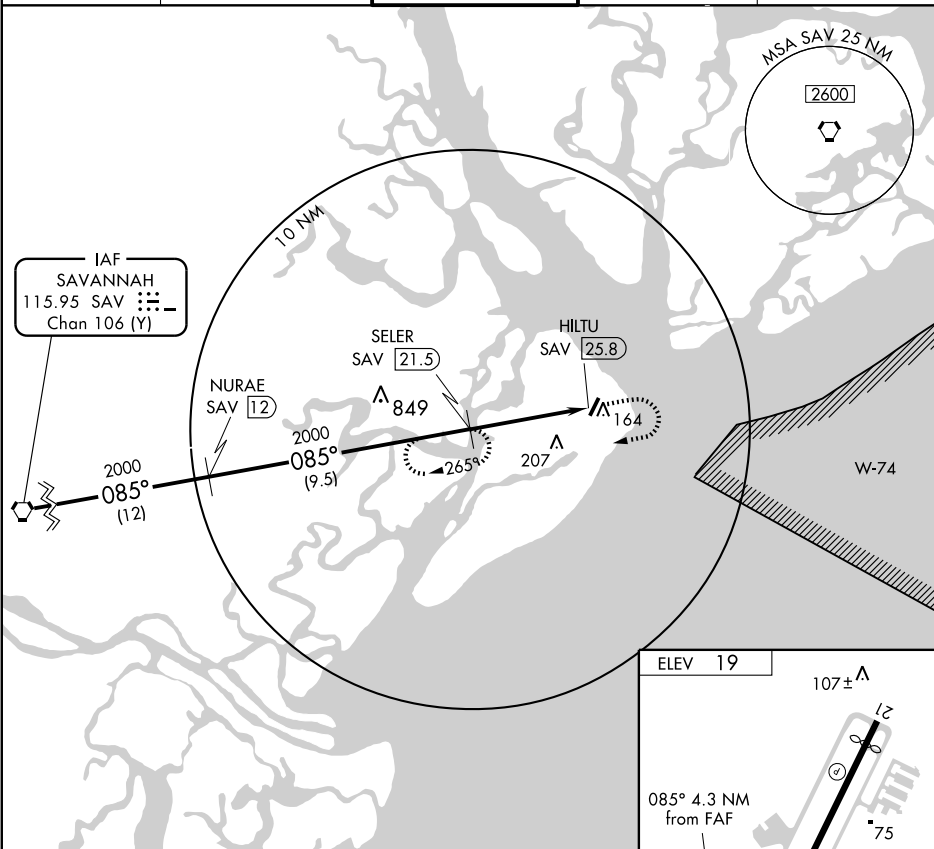 MSA SAV 25 NM
2600
10 NM
IAF
SAVANNAH
115.95 SAV
Chan 106 (Y)
HILTU
SAV 25.8
SELER
SAV 21.5
NURAE
SAV 12
849
164
2000
085°
(9.5)
207
265°
2000
085°
(12)
W-74
ELEV 19
107±
21
P
085° 4.3 NM
from FAF
75